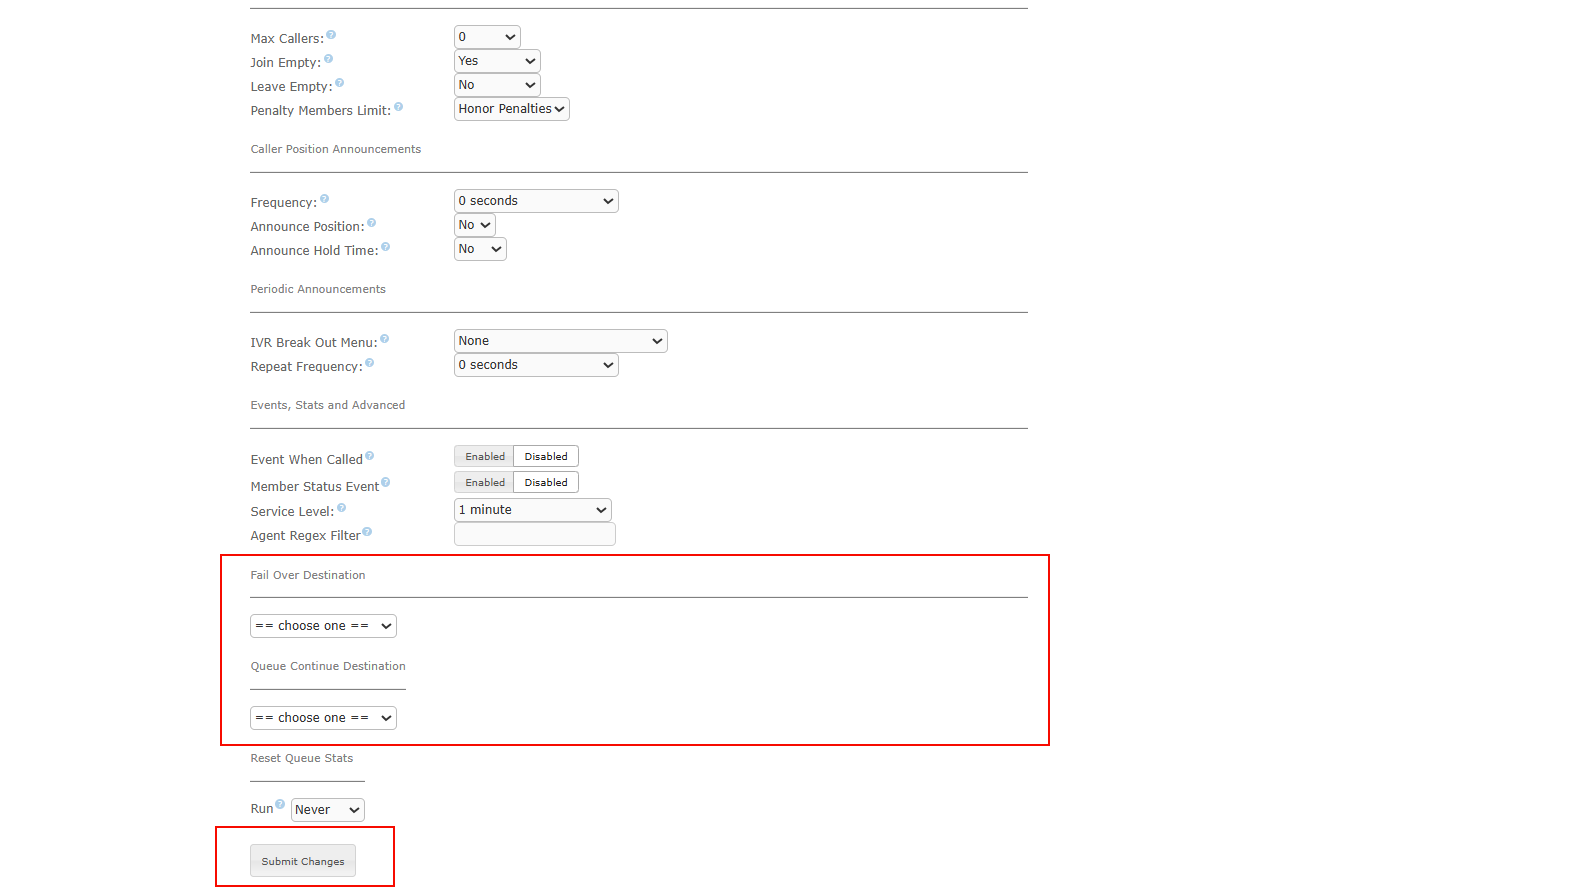 Max Callers:? 0
Join Empty:? Yes
Leave Empty:? No
Penalty Members Limit:? Honor Penalties
Caller Position Announcements
Frequency:? 0 seconds
Announce Position:? No
Announce Hold Time:? No
Periodic Announcements
IVR Break Out Menu:? None
Repeat Frequency:? 0 seconds
Events, Stats and Advanced
Event When Called? Enabled Disabled
Member Status Event? Enabled Disabled
Service Level:? 1 minute
Agent Regex Filter?
Fail Over Destination
== choose one ==
Queue Continue Destination
== choose one ==
Reset Queue Stats
Run? Never
Submit Changes